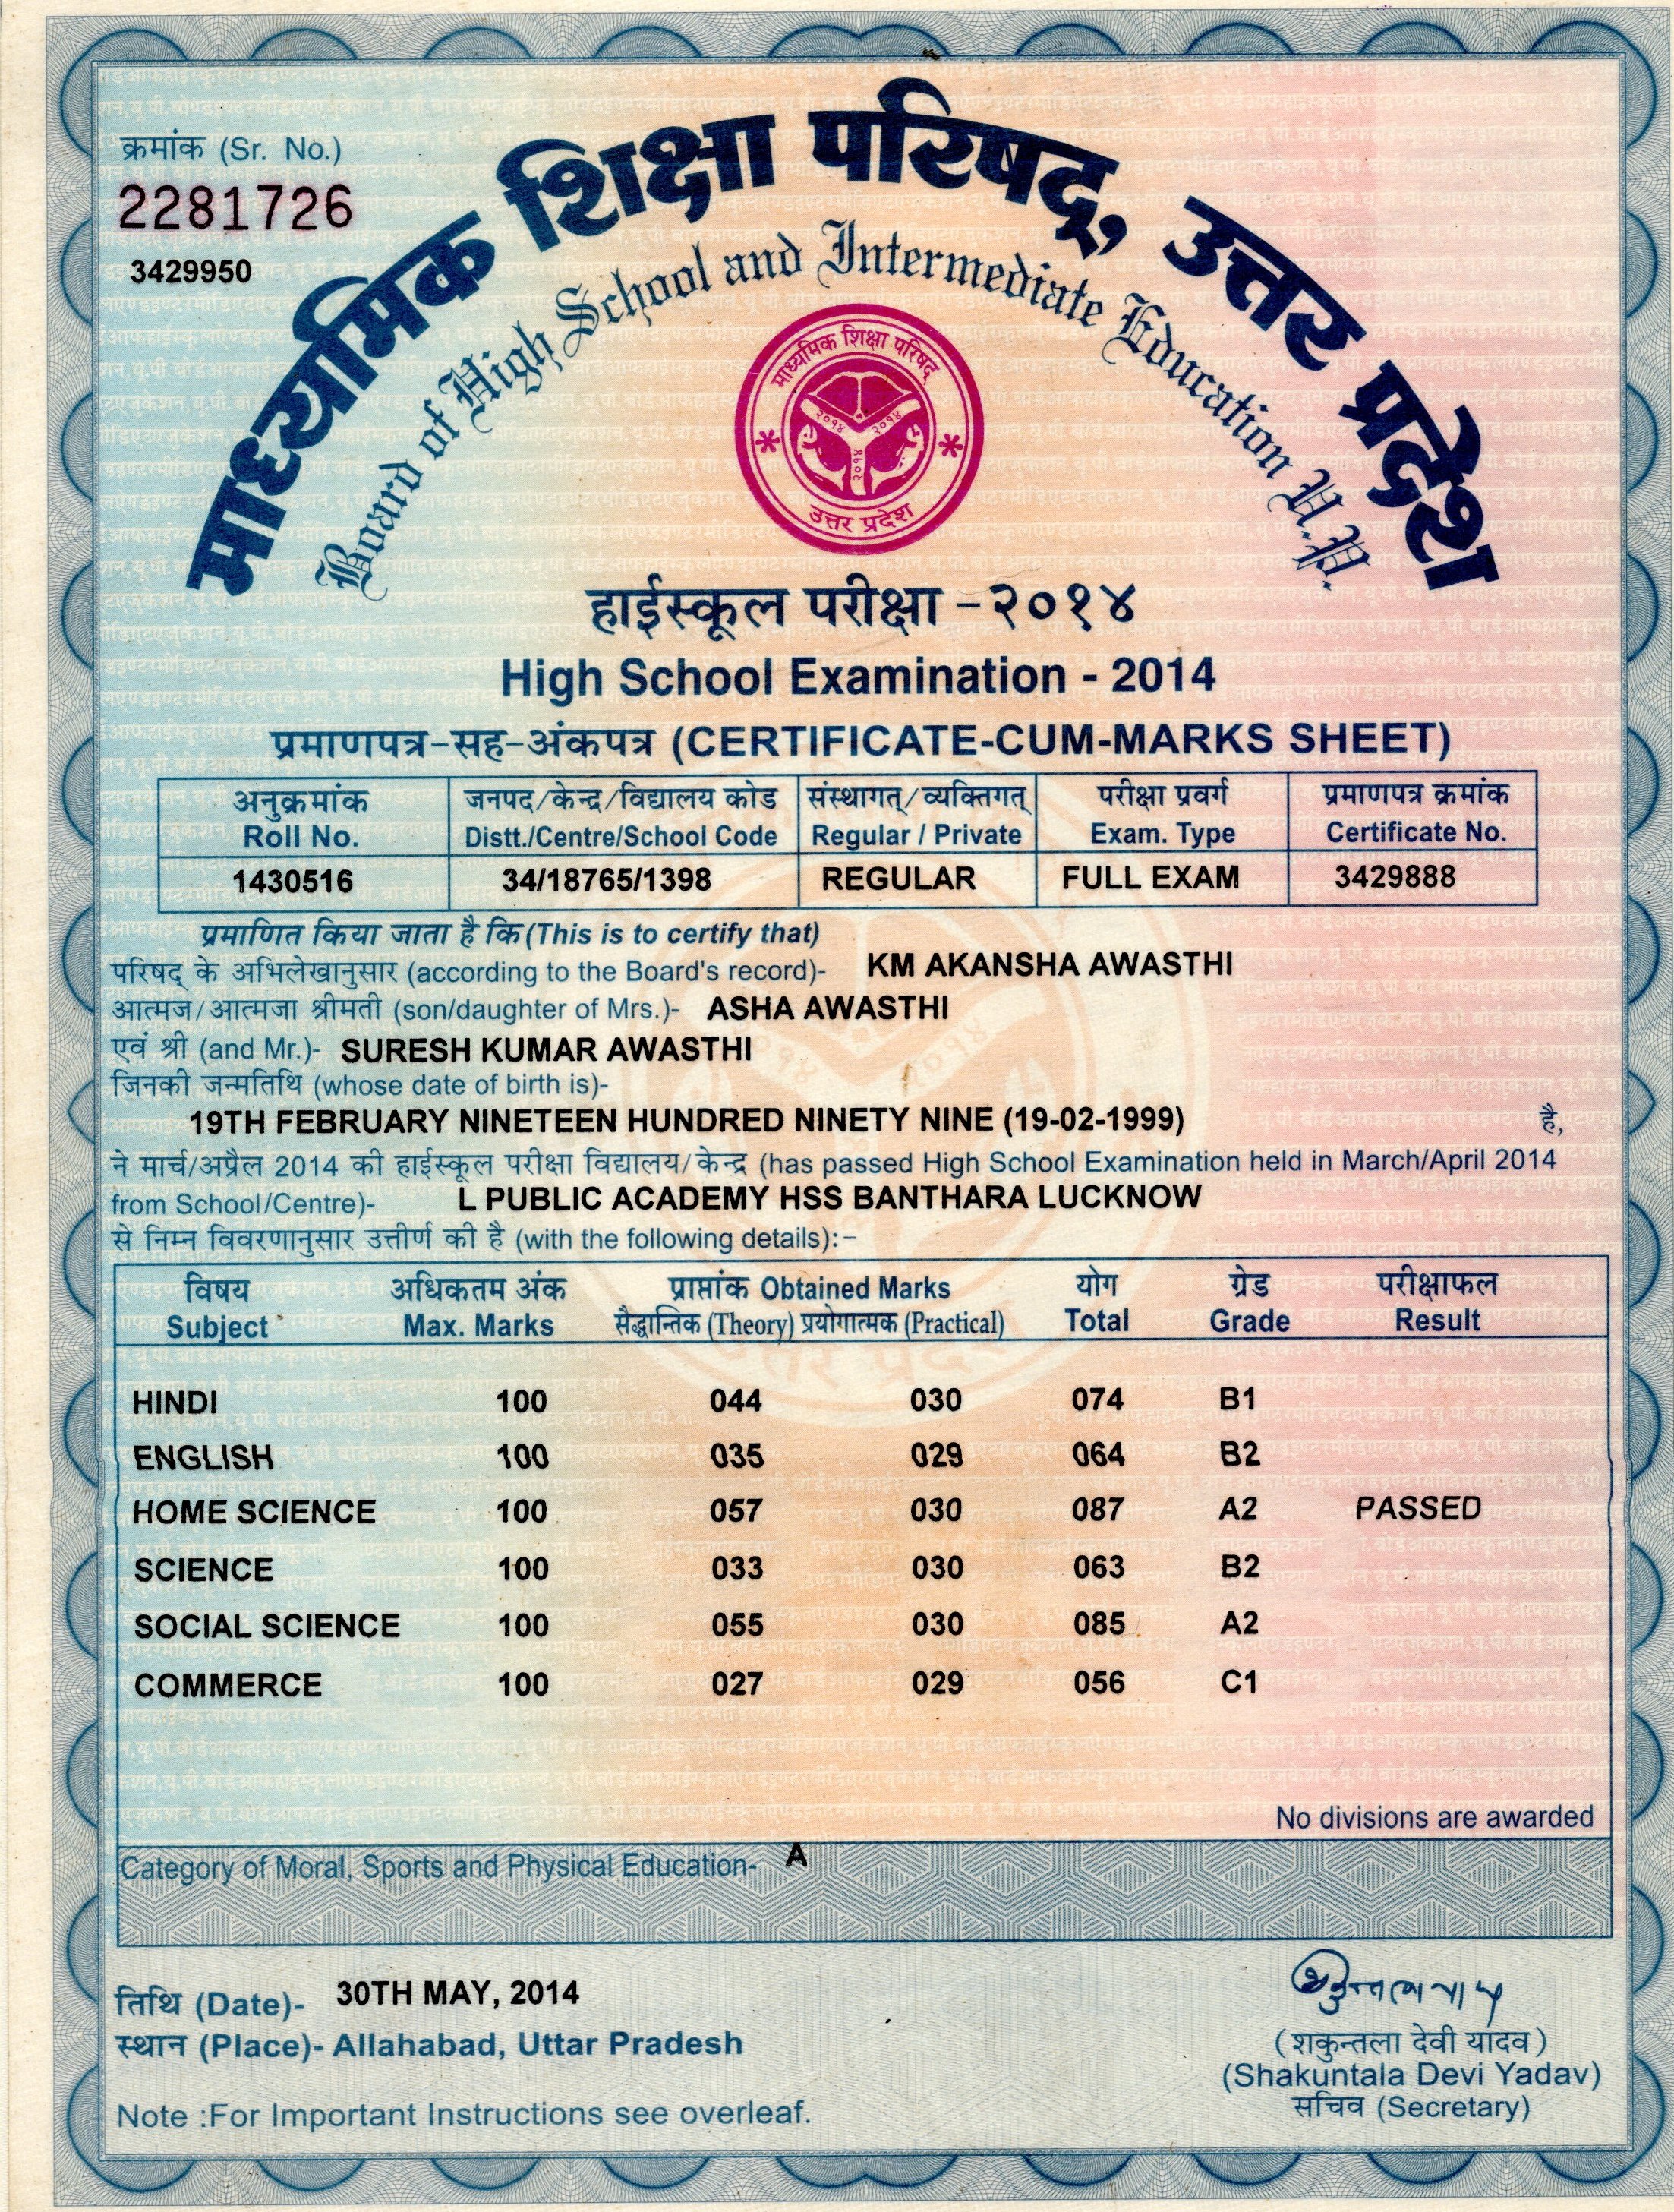 क्रमांक (Sr. No.)
2281726
3429950
माध्यमिक शिक्षा परिषद्, उत्तर प्रदेश
Board of High School and Intermediate Education U.P.
माध्यमिक शिक्षा परिषद्
२०१४ २०१४
२०१४
उत्तर प्रदेश
हाईस्कूल परीक्षा -२०१४
High School Examination - 2014
प्रमाणपत्र-सह-अंकपत्र (CERTIFICATE-CUM-MARKS SHEET)
अनुक्रमांक जनपद/केन्द्र/विद्यालय कोड संस्थागत्/व्यक्तिगत् परीक्षा प्रवर्ग प्रमाणपत्र क्रमांक
Roll No. Distt./Centre/School Code Regular / Private Exam. Type Certificate No.
1430516 34/18765/1398 REGULAR FULL EXAM 3429888
प्रमाणित किया जाता है कि (This is to certify that)
परिषद् के अभिलेखानुसार (according to the Board's record)- KM AKANSHA AWASTHI
आत्मज/आत्मजा श्रीमती (son/daughter of Mrs.)- ASHA AWASTHI
एवं श्री (and Mr.)- SURESH KUMAR AWASTHI
जिनकी जन्मतिथि (whose date of birth is)-
19TH FEBRUARY NINETEEN HUNDRED NINETY NINE (19-02-1999) है,
ने मार्च/अप्रैल 2014 की हाईस्कूल परीक्षा विद्यालय/केन्द्र (has passed High School Examination held in March/April 2014
from School/Centre)- L PUBLIC ACADEMY HSS BANTHARA LUCKNOW
से निम्न विवरणानुसार उत्तीर्ण की है (with the following details):-
विषय अधिकतम अंक प्राप्तांक Obtained Marks योग ग्रेड परीक्षाफल
Subject Max. Marks सैद्धान्तिक (Theory) प्रयोगात्मक (Practical) Total Grade Result
HINDI 100 044 030 074 B1
ENGLISH 100 035 029 064 B2
HOME SCIENCE 100 057 030 087 A2 PASSED
SCIENCE 100 033 030 063 B2
SOCIAL SCIENCE 100 055 030 085 A2
COMMERCE 100 027 029 056 C1
No divisions are awarded
Category of Moral, Sports and Physical Education- A
तिथि (Date)- 30TH MAY, 2014
स्थान (Place)- Allahabad, Uttar Pradesh
(शकुन्तला देवी यादव)
(Shakuntala Devi Yadav)
सचिव (Secretary)
Note :For Important Instructions see overleaf.